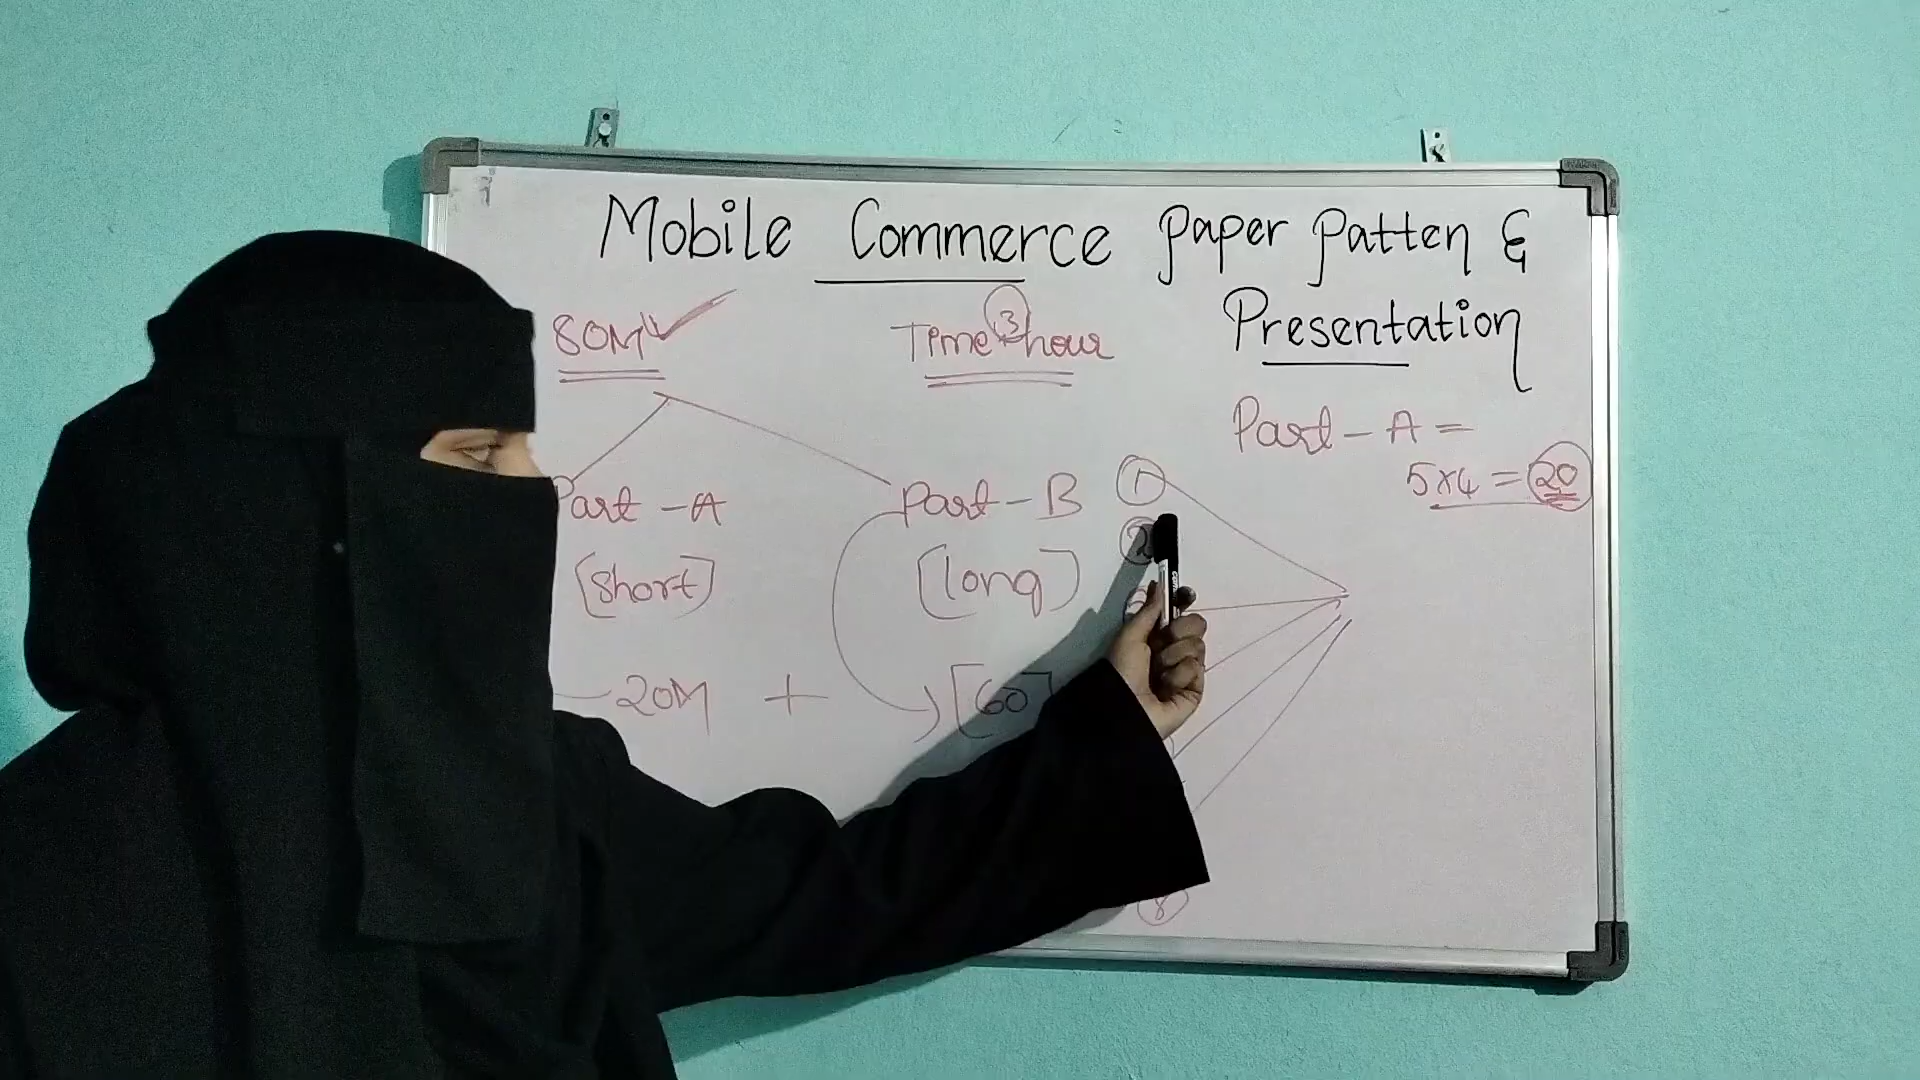 Mobile Commerce Paper Patten &
Presentation
80M
Time 3 hour
Part - A =
5x4 = 20
Part - A
Part - B
[Short]
[long]
20M + [60]
1
2
8